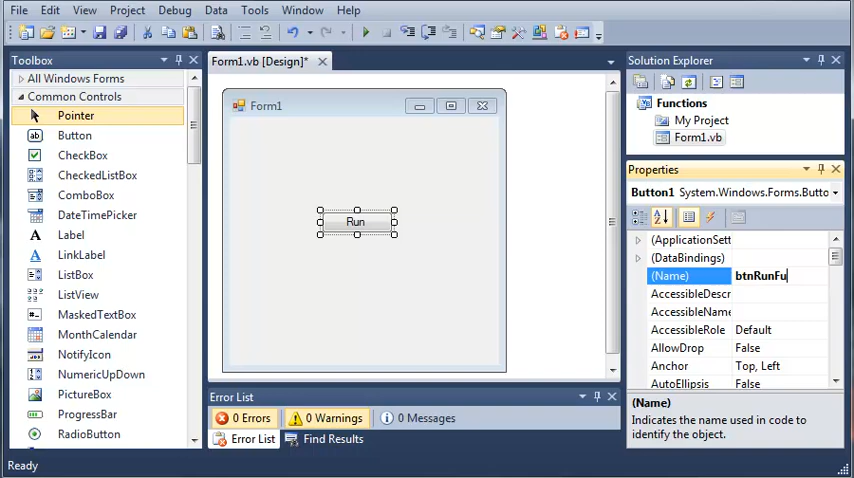 File Edit View Project Debug Data Tools Window Help
Toolbox
All Windows Forms
Common Controls
Pointer
Button
CheckBox
CheckedListBox
ComboBox
DateTimePicker
Label
LinkLabel
ListBox
ListView
MaskedTextBox
MonthCalendar
NotifyIcon
NumericUpDown
PictureBox
ProgressBar
RadioButton
Form1.vb [Design]*
Form1
Run
Error List
0 Errors
0 Warnings
0 Messages
Error List
Find Results
Solution Explorer
Functions
My Project
Form1.vb
Properties
Button1 System.Windows.Forms.Butto
(ApplicationSett
(DataBindings)
(Name) btnRunFu
AccessibleDescr
AccessibleName
AccessibleRole Default
AllowDrop False
Anchor Top, Left
AutoEllipsis False
(Name)
Indicates the name used in code to
identify the object.
Ready